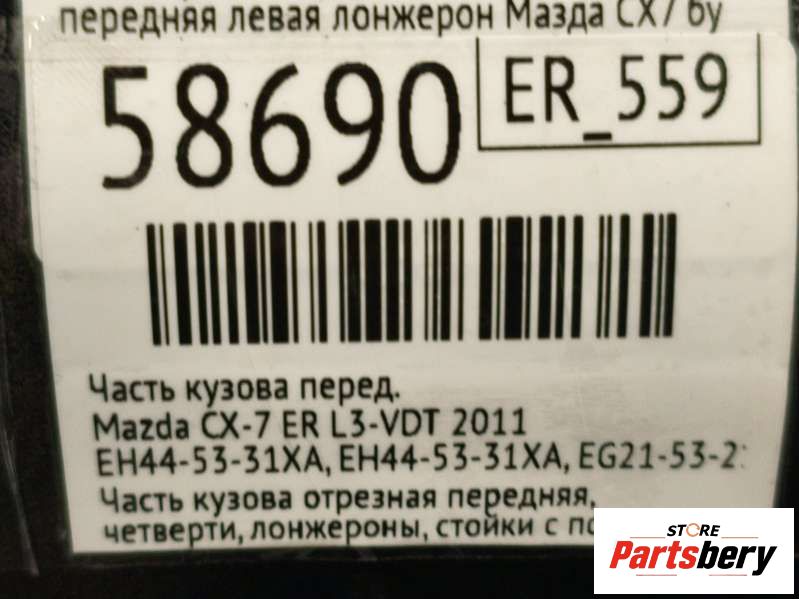 передняя левая лонжерон Мазда СХ7 бу
58690
ER_559
Часть кузова перед.
Mazda CX-7 ER L3-VDT 2011
EH44-53-31XA, EH44-53-31XA, EG21-53-2
Часть кузова отрезная передняя,
четверти, лонжероны, стойки с по
STORE
Partsbery